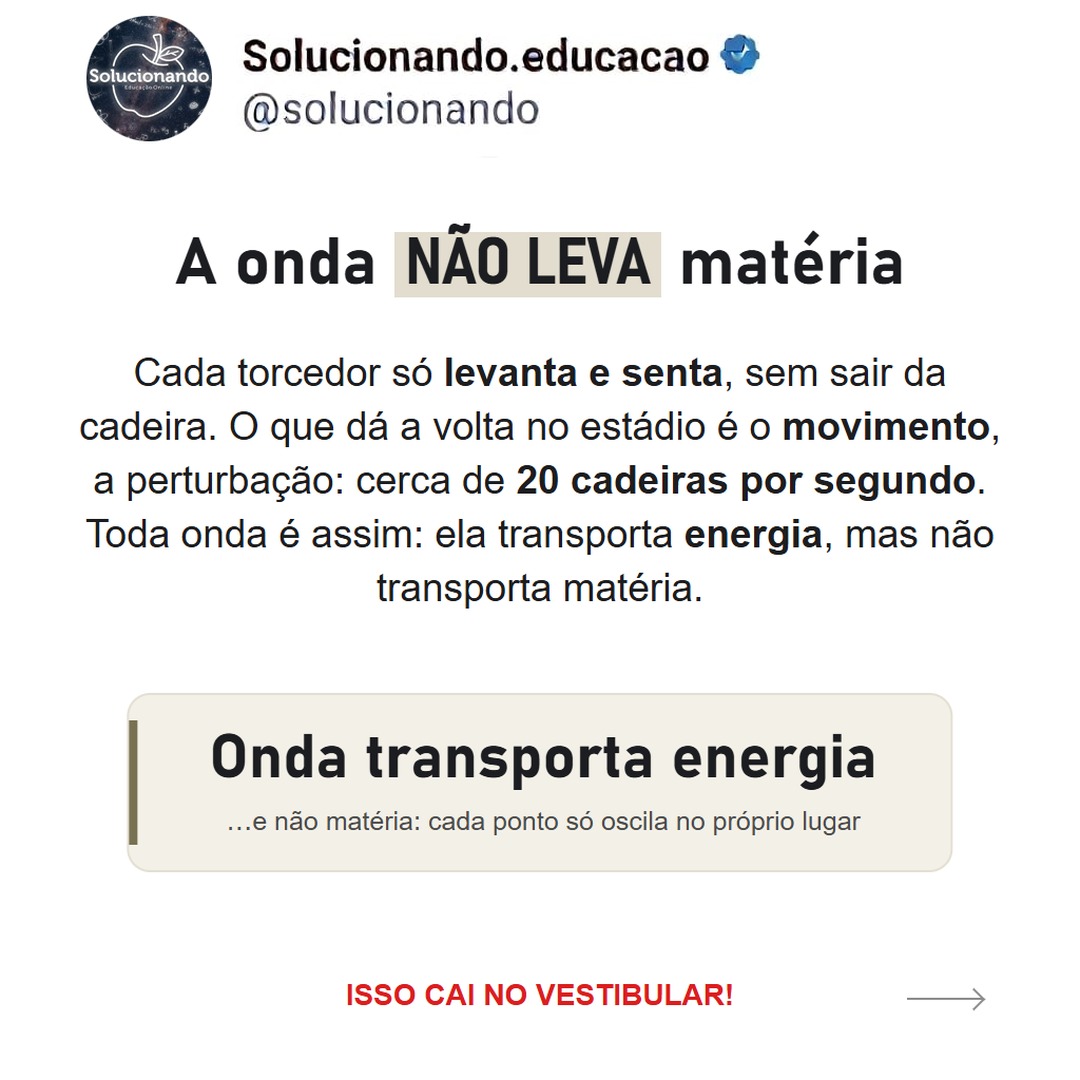 Solucionando
Educação Online
Solucionando.educacao
@solucionando
A onda NÃO LEVA matéria
Cada torcedor só levanta e senta, sem sair da
cadeira. O que dá a volta no estádio é o movimento,
a perturbação: cerca de 20 cadeiras por segundo.
Toda onda é assim: ela transporta energia, mas não
transporta matéria.
Onda transporta energia
...e não matéria: cada ponto só oscila no próprio lugar
ISSO CAI NO VESTIBULAR!